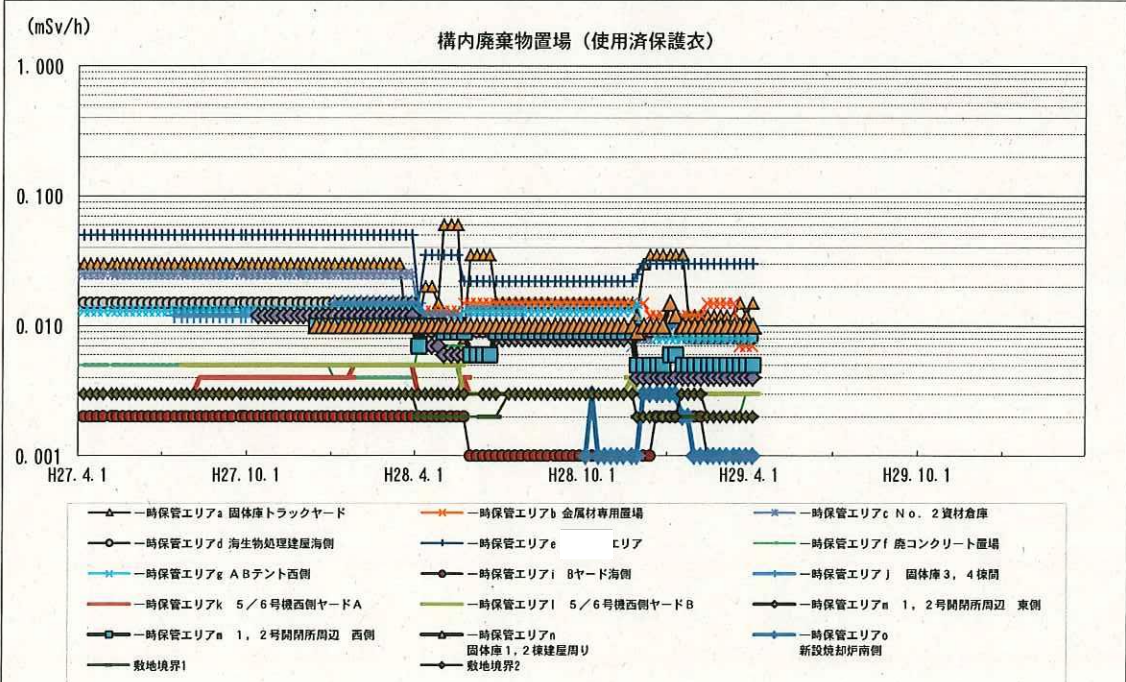 (mSv/h)
構内廃棄物置場（使用済保護衣）
1.000
0.100
0.010
0.001
H27.4.1 H27.10.1 H28.4.1 H28.10.1 H29.4.1 H29.10.1
一時保管エリアa 固体庫トラックヤード 一時保管エリアb 金属材専用置場 一時保管エリアc No.2資材倉庫
一時保管エリアd 海生物処理建屋海側 一時保管エリアe エリア 一時保管エリアf 廃コンクリート置場
一時保管エリアg ABテント西側 一時保管エリアi Bヤード海側 一時保管エリアj 固体庫3,4棟間
一時保管エリアk 5/6号機西側ヤードA 一時保管エリアl 5/6号機西側ヤードB 一時保管エリアm 1,2号開閉所周辺 東側
一時保管エリアm 1,2号開閉所周辺 西側 一時保管エリアn 一時保管エリアo
固体庫1,2棟建屋周り 新設焼却炉南側
敷地境界1 敷地境界2